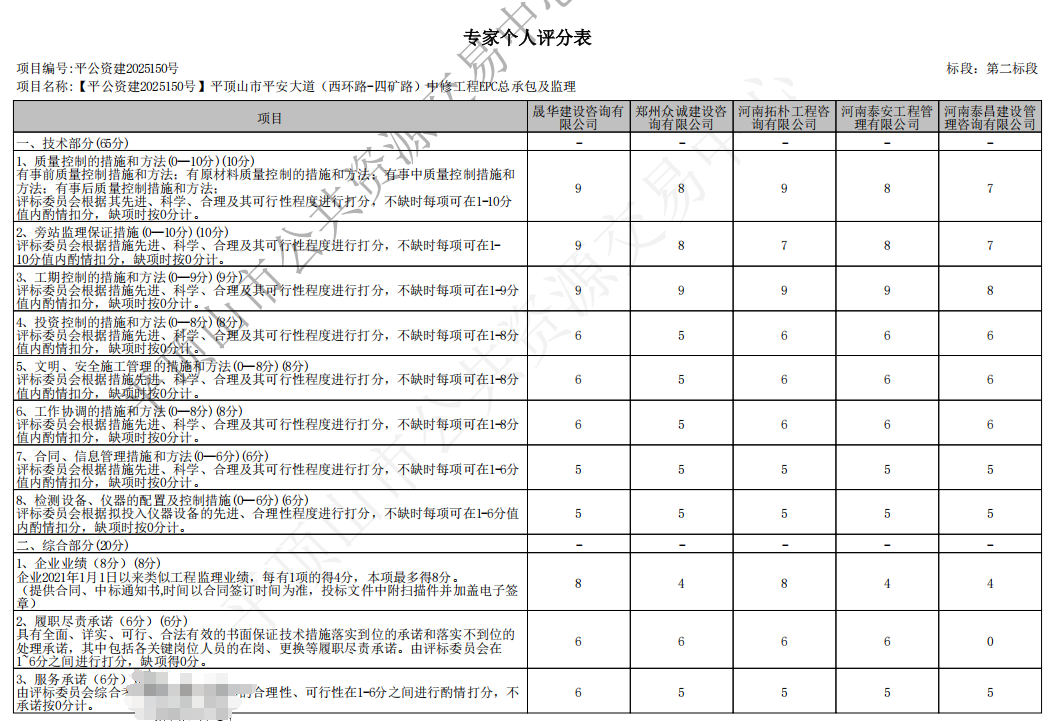 专家个人评分表
项目编号:平公资建2025150号
标段：第二标段
项目名称:【平公资建2025150号】平顶山市平安大道（西环路-四矿路）中修工程EPC总承包及监理
项目
晟华建设咨询有限公司
郑州众诚建设咨询有限公司
河南拓朴工程咨询有限公司
河南泰安工程管理有限公司
河南泰昌建设管理咨询有限公司
一、技术部分(65分)
- - - - -
1、质量控制的措施和方法(0—10分)(10分)
有事前质量控制措施和方法；有原材料质量控制的措施和方法；有事中质量控制措施和
方法；有事后质量控制措施和方法；
评标委员会根据其先进、科学、合理及其可行性程度进行打分，不缺时每项可在1-10分
值内酌情扣分，缺项时按0分计。
9 8 9 8 7
2、旁站监理保证措施(0—10分)(10分)
评标委员会根据措施先进、科学、合理及其可行性程度进行打分，不缺时每项可在1-
10分值内酌情扣分，缺项时按0分计。
9 8 7 8 7
3、工期控制的措施和方法(0—9分)(9分)
评标委员会根据措施先进、科学、合理及其可行性程度进行打分，不缺时每项可在1-9分
值内酌情扣分，缺项时按0分计。
9 9 9 9 8
4、投资控制的措施和方法(0—8分)(8分)
评标委员会根据措施先进、科学、合理及其可行性程度进行打分，不缺时每项可在1-8分
值内酌情扣分，缺项时按0分计。
6 5 6 6 6
5、文明、安全施工管理的措施和方法(0—8分)(8分)
评标委员会根据措施先进、科学、合理及其可行性程度进行打分，不缺时每项可在1-8分
值内酌情扣分，缺项时按0分计。
6 5 6 6 6
6、工作协调的措施和方法(0—8分)(8分)
评标委员会根据措施先进、科学、合理及其可行性程度进行打分，不缺时每项可在1-8分
值内酌情扣分，缺项时按0分计。
6 5 6 6 6
7、合同、信息管理措施和方法(0—6分)(6分)
评标委员会根据措施先进、科学、合理及其可行性程度进行打分，不缺时每项可在1-6分
值内酌情扣分，缺项时按0分计。
5 5 5 5 5
8、检测设备、仪器的配置及控制措施(0—6分)(6分)
评标委员会根据拟投入仪器设备的先进、合理性程度进行打分，不缺时每项可在1-6分值
内酌情扣分，缺项时按0分计。
5 5 5 5 5
二、综合部分(20分)
- - - - -
1、企业业绩（8分）(8分)
企业2021年1月1日以来类似工程监理业绩，每有1项的得4分，本项最多得8分。
（提供合同、中标通知书,时间以合同签订时间为准，投标文件中附扫描件并加盖电子签
章）
8 4 8 4 4
2、履职尽责承诺（6分）(6分)
具有全面、详实、可行、合法有效的书面保证技术措施落实到位的承诺和落实不到位的
处理承诺，其中包括各关键岗位人员的在岗、更换等履职尽责承诺。由评标委员会在
1~6分之间进行打分，缺项得0分。
6 6 6 6 0
3、服务承诺（6分）
由评标委员会综合
的合理性、可行性在1-6分之间进行酌情打分，不
承诺按0分计。
6 5 5 5 5
平顶山市公共资源交易中心
平顶山市公共资源交易中心